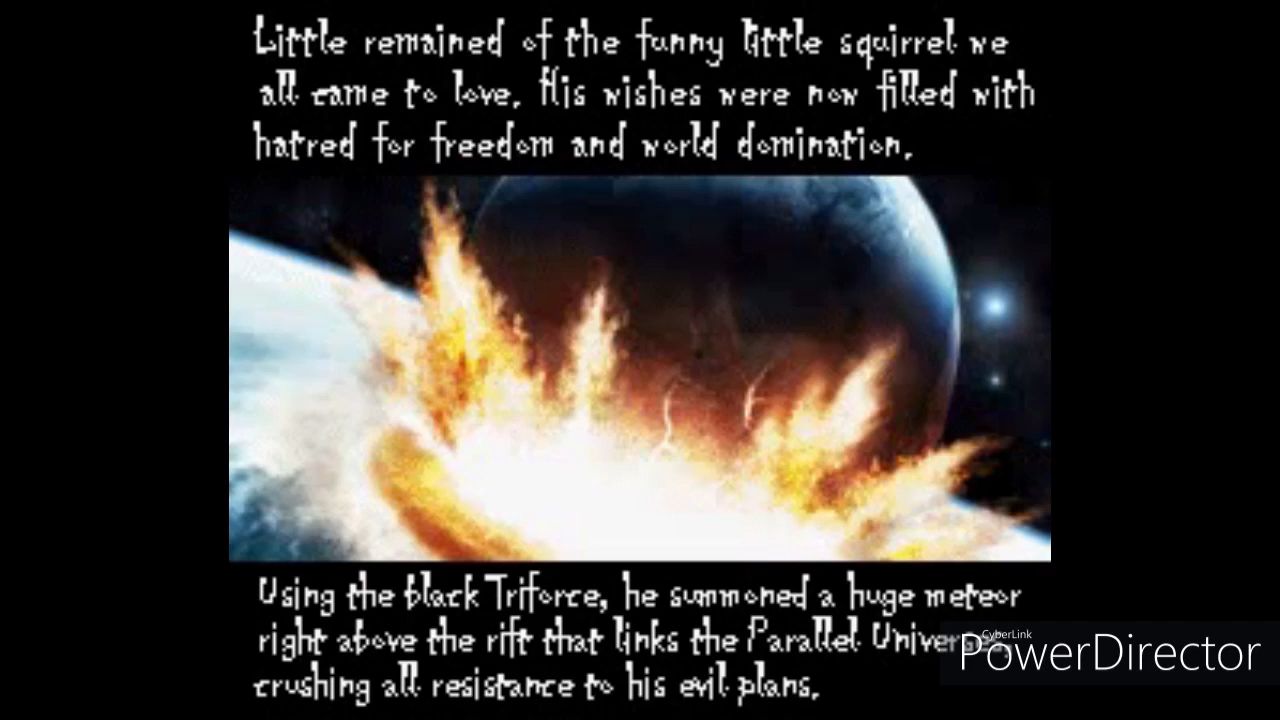 Little remained of the funny little squirrel we
all came to love. His wishes were now filled with
hatred for freedom and world domination.
Using the black Triforce, he summoned a huge meteor
right above the rift that links the Parallel Universes,
crushing all resistance to his evil plans.
CyberLink
PowerDirector